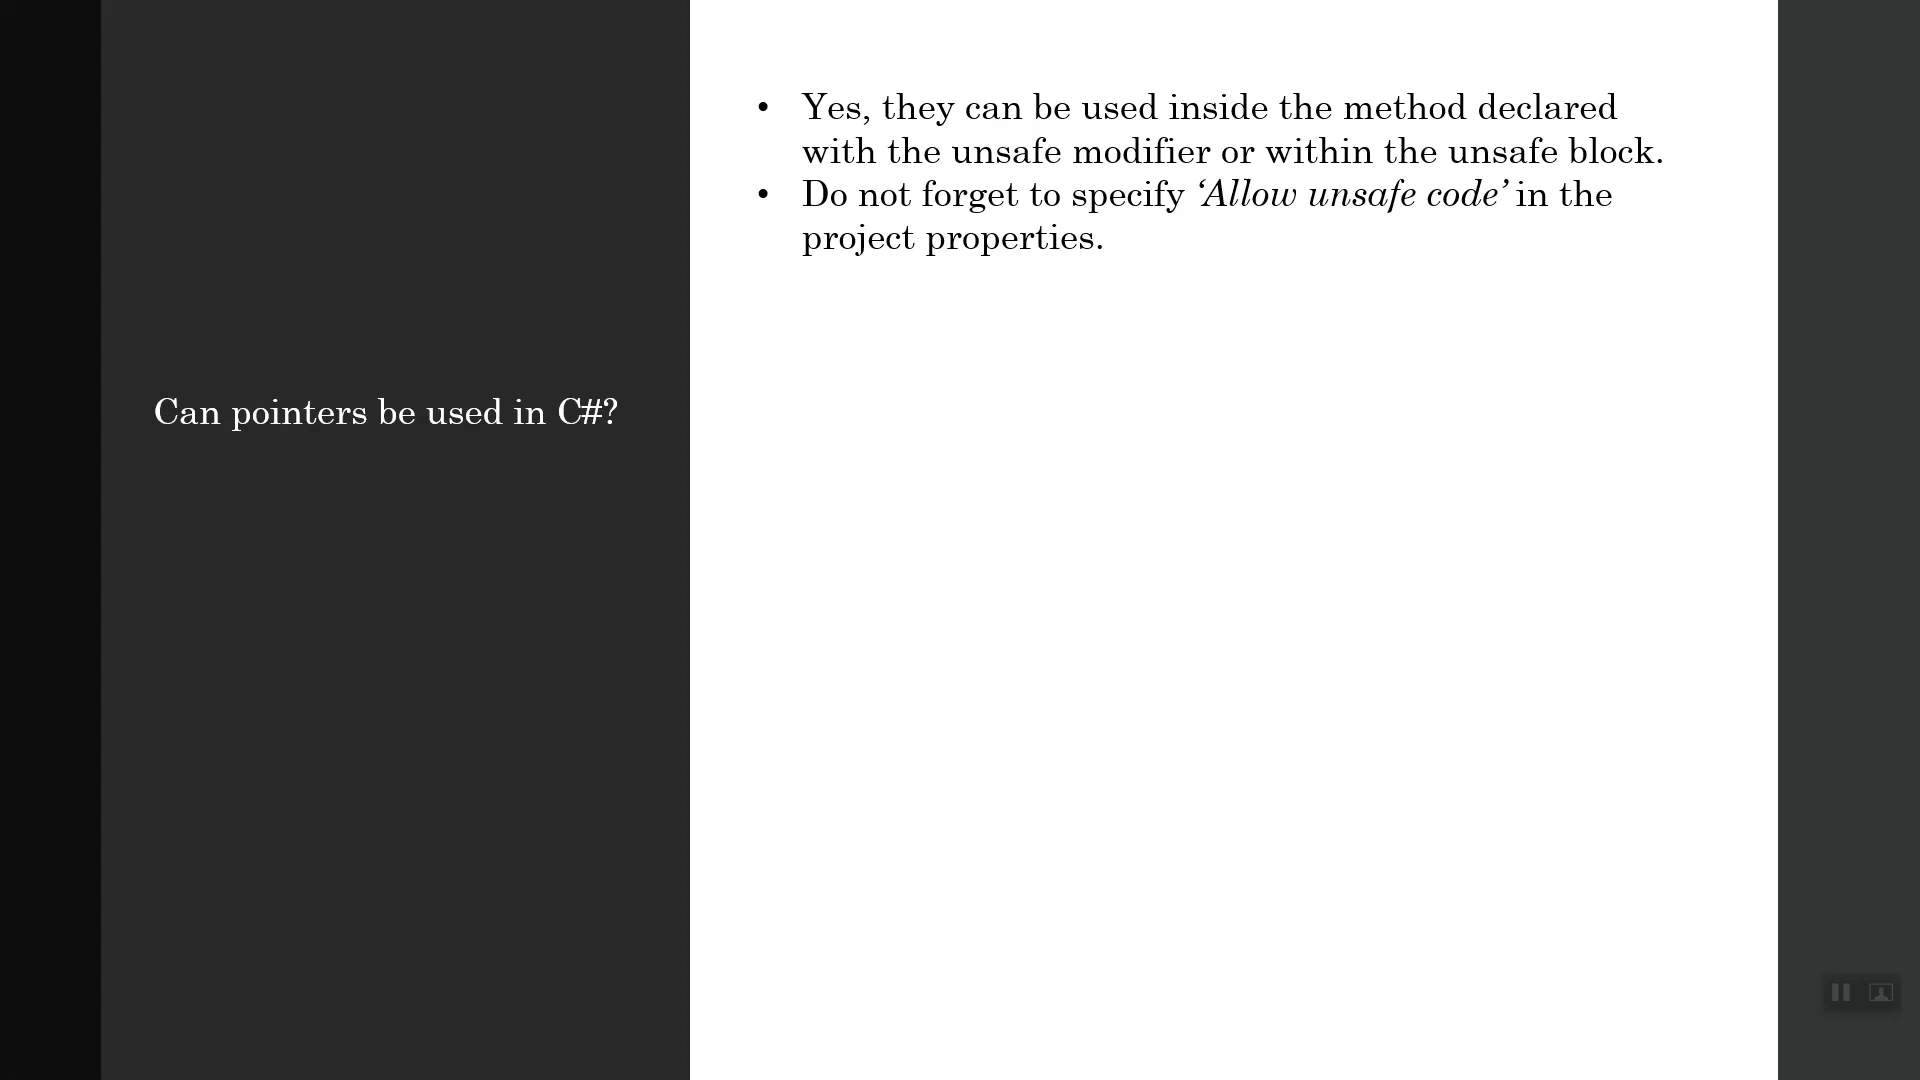 Can pointers be used in C#?
• Yes, they can be used inside the method declared
with the unsafe modifier or within the unsafe block.
• Do not forget to specify ‘Allow unsafe code’ in the
project properties.